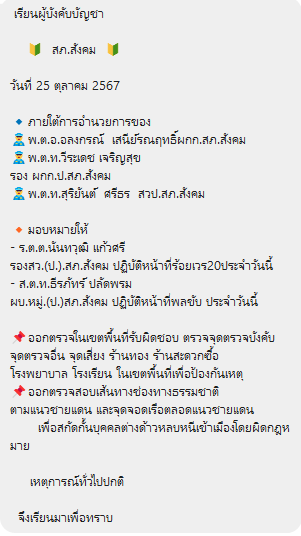 เรียนผู้บังคับบัญชา
🔰 สภ.สังคม 🔰
วันที่ 25 ตุลาคม 2567
🔹ภายใต้การอำนวยการของ
👮พ.ต.อ.อลงกรณ์ เสนีย์รณฤทธิ์ผกก.สภ.สังคม
👮พ.ต.ท.วีระเดช เจริญสุข
รอง ผกก.ป.สภ.สังคม
👮พ.ต.ท.สุริยันต์ ศรีธร สวป.สภ.สังคม
🔸มอบหมายให้
- ร.ต.ต.นันทวุฒิ แก้วศรี
รองสว.(ป.).สภ.สังคม ปฏิบัติหน้าที่ร้อยเวร20ประจำวันนี้
- ส.ต.ท.ธีรภัทร์ ปลัดพรม
ผบ.หมู่.(ป.)สภ.สังคม ปฏิบัติหน้าที่พลขับ ประจำวันนี้
📌ออกตรวจในเขตพื้นที่รับผิดชอบ ตรวจจุดตรวจบังคับ
จุดตรวจอื่น จุดเสี่ยง ร้านทอง ร้านสะดวกซื้อ
โรงพยาบาล โรงเรียน ในเขตพื้นที่เพื่อป้องกันเหตุ
📌ออกตรวจสอบเส้นทางช่องทางธรรมชาติ
ตามแนวชายแดน และจุดจอดเรือตลอดแนวชายแดน
เพื่อสกัดกั้นบุคคลต่างด้าวหลบหนีเข้าเมืองโดยผิดกฎห
มาย
เหตุการณ์ทั่วไปปกติ
จึงเรียนมาเพื่อทราบ